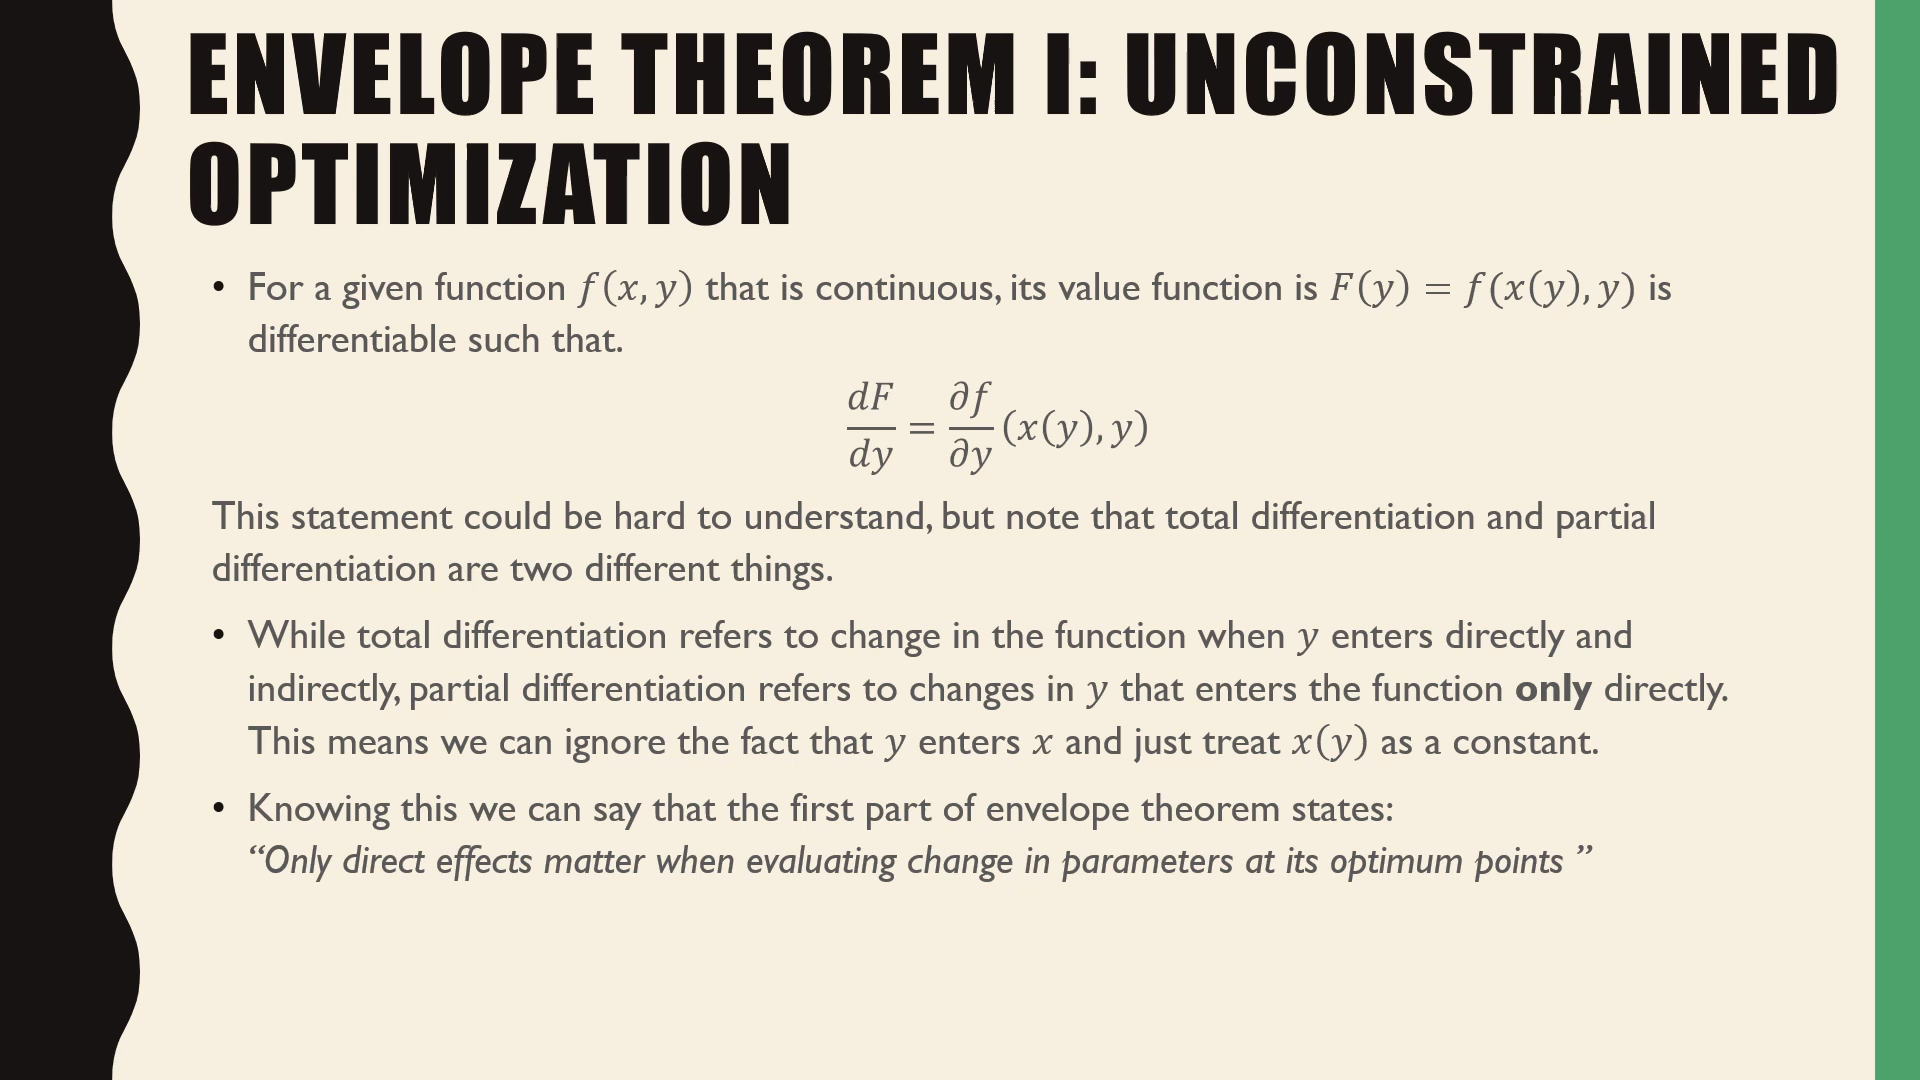 ENVELOPE THEOREM I: UNCONSTRAINED
OPTIMIZATION
• For a given function f(x, y) that is continuous, its value function is F(y) = f(x(y), y) is
differentiable such that.
dF/dy = ∂f/∂y (x(y), y)
This statement could be hard to understand, but note that total differentiation and partial
differentiation are two different things.
• While total differentiation refers to change in the function when y enters directly and
indirectly, partial differentiation refers to changes in y that enters the function only directly.
This means we can ignore the fact that y enters x and just treat x(y) as a constant.
• Knowing this we can say that the first part of envelope theorem states:
“Only direct effects matter when evaluating change in parameters at its optimum points ”